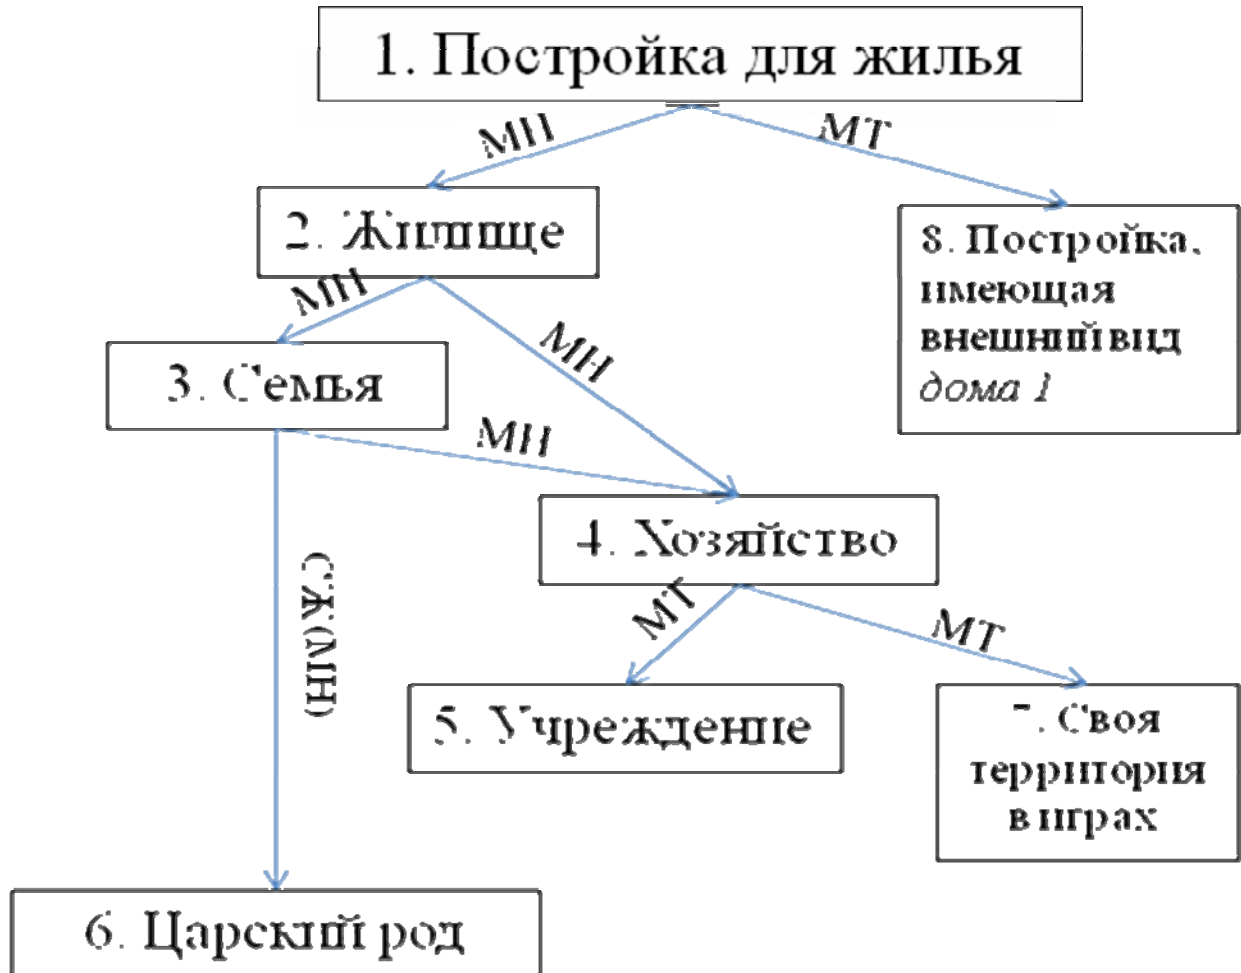 1. Постройка для жилья
МН
МТ
2. Жилище
8. Постройка,
имеющая
внешний вид
дома 1
МН
МН
3. Семья
МН
4. Хозяйство
СЖ(МН)
МТ
МТ
5. Учреждение
7. Своя
территория
в играх
6. Царский род